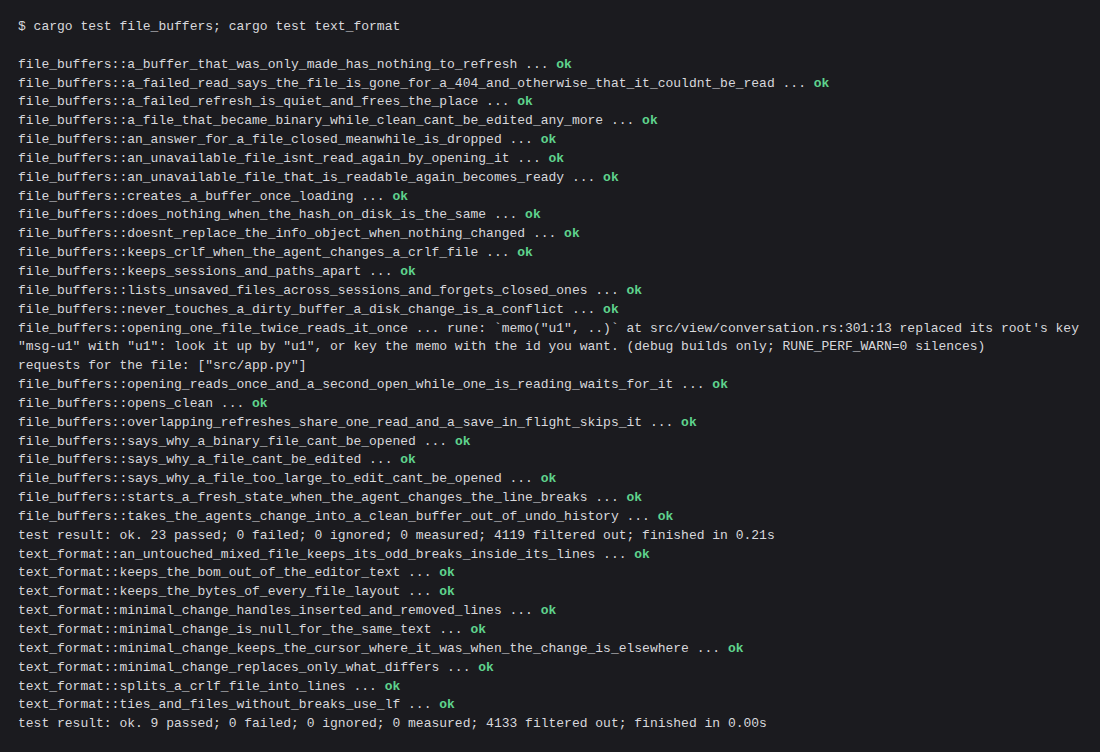 $ cargo test file_buffers; cargo test text_format
file_buffers::a_buffer_that_was_only_made_has_nothing_to_refresh ... ok
file_buffers::a_failed_read_says_the_file_is_gone_for_a_404_and_otherwise_that_it_couldnt_be_read ... ok
file_buffers::a_failed_refresh_is_quiet_and_frees_the_place ... ok
file_buffers::a_file_that_became_binary_while_clean_cant_be_edited_any_more ... ok
file_buffers::an_answer_for_a_file_closed_meanwhile_is_dropped ... ok
file_buffers::an_unavailable_file_isnt_read_again_by_opening_it ... ok
file_buffers::an_unavailable_file_that_is_readable_again_becomes_ready ... ok
file_buffers::creates_a_buffer_once_loading ... ok
file_buffers::does_nothing_when_the_hash_on_disk_is_the_same ... ok
file_buffers::doesnt_replace_the_info_object_when_nothing_changed ... ok
file_buffers::keeps_crlf_when_the_agent_changes_a_crlf_file ... ok
file_buffers::keeps_sessions_and_paths_apart ... ok
file_buffers::lists_unsaved_files_across_sessions_and_forgets_closed_ones ... ok
file_buffers::never_touches_a_dirty_buffer_a_disk_change_is_a_conflict ... ok
file_buffers::opening_one_file_twice_reads_it_once ... rune: `memo("u1", ..)` at src/view/conversation.rs:301:13 replaced its root's key
"msg-u1" with "u1": look it up by "u1", or key the memo with the id you want. (debug builds only; RUNE_PERF_WARN=0 silences)
requests for the file: ["src/app.py"]
file_buffers::opening_reads_once_and_a_second_open_while_one_is_reading_waits_for_it ... ok
file_buffers::opens_clean ... ok
file_buffers::overlapping_refreshes_share_one_read_and_a_save_in_flight_skips_it ... ok
file_buffers::says_why_a_binary_file_cant_be_opened ... ok
file_buffers::says_why_a_file_cant_be_edited ... ok
file_buffers::says_why_a_file_too_large_to_edit_cant_be_opened ... ok
file_buffers::starts_a_fresh_state_when_the_agent_changes_the_line_breaks ... ok
file_buffers::takes_the_agents_change_into_a_clean_buffer_out_of_undo_history ... ok
test result: ok. 23 passed; 0 failed; 0 ignored; 0 measured; 4119 filtered out; finished in 0.21s
text_format::an_untouched_mixed_file_keeps_its_odd_breaks_inside_its_lines ... ok
text_format::keeps_the_bom_out_of_the_editor_text ... ok
text_format::keeps_the_bytes_of_every_file_layout ... ok
text_format::minimal_change_handles_inserted_and_removed_lines ... ok
text_format::minimal_change_is_null_for_the_same_text ... ok
text_format::minimal_change_keeps_the_cursor_where_it_was_when_the_change_is_elsewhere ... ok
text_format::minimal_change_replaces_only_what_differs ... ok
text_format::splits_a_crlf_file_into_lines ... ok
text_format::ties_and_files_without_breaks_use_lf ... ok
test result: ok. 9 passed; 0 failed; 0 ignored; 0 measured; 4133 filtered out; finished in 0.00s